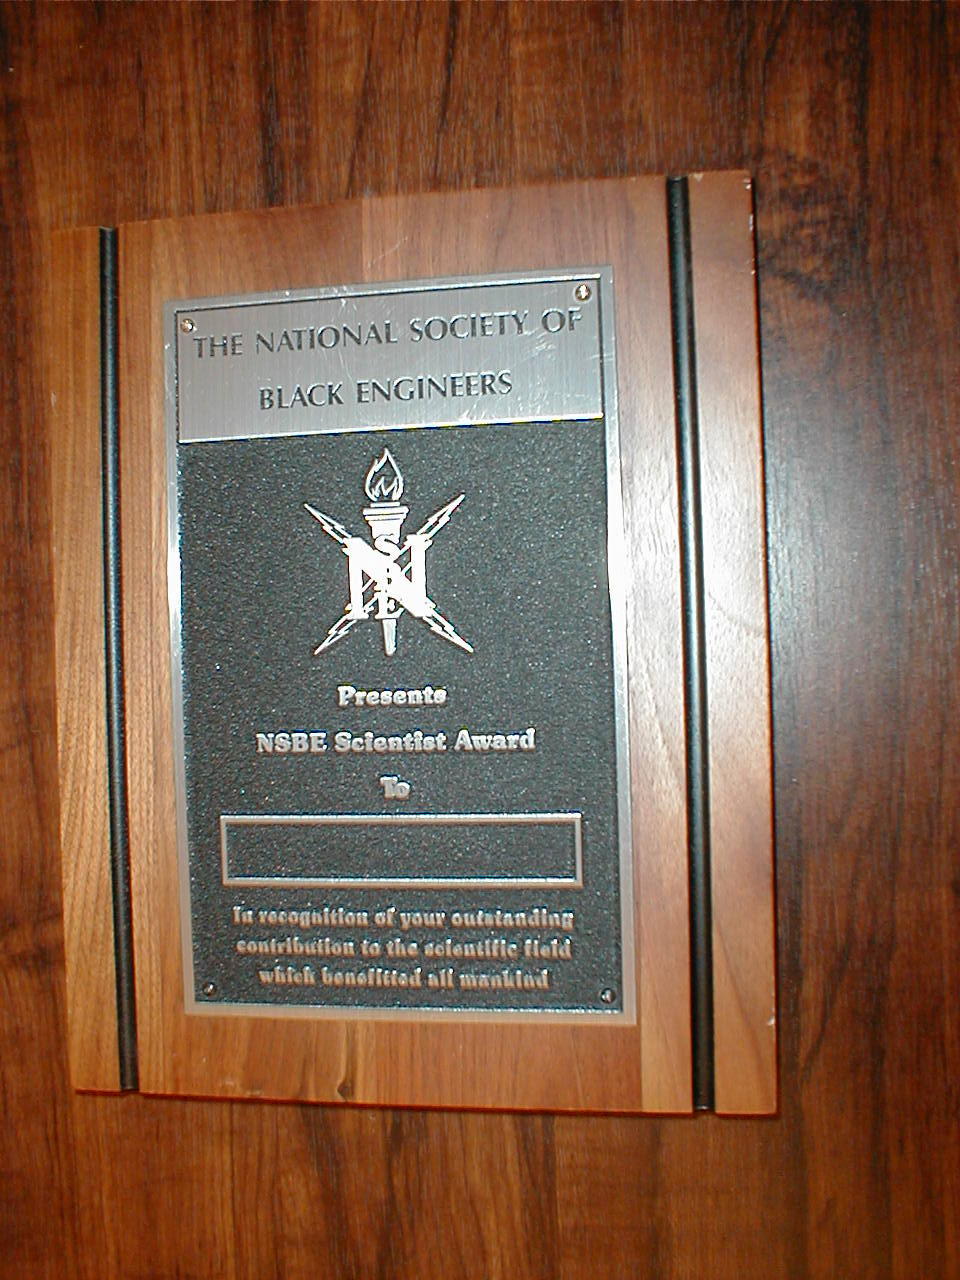 THE NATIONAL SOCIETY OF
BLACK ENGINEERS
NSBE
Presents
NSBE Scientist Award
To
In recognition of your outstanding
contribution to the scientific field
which benefitted all mankind